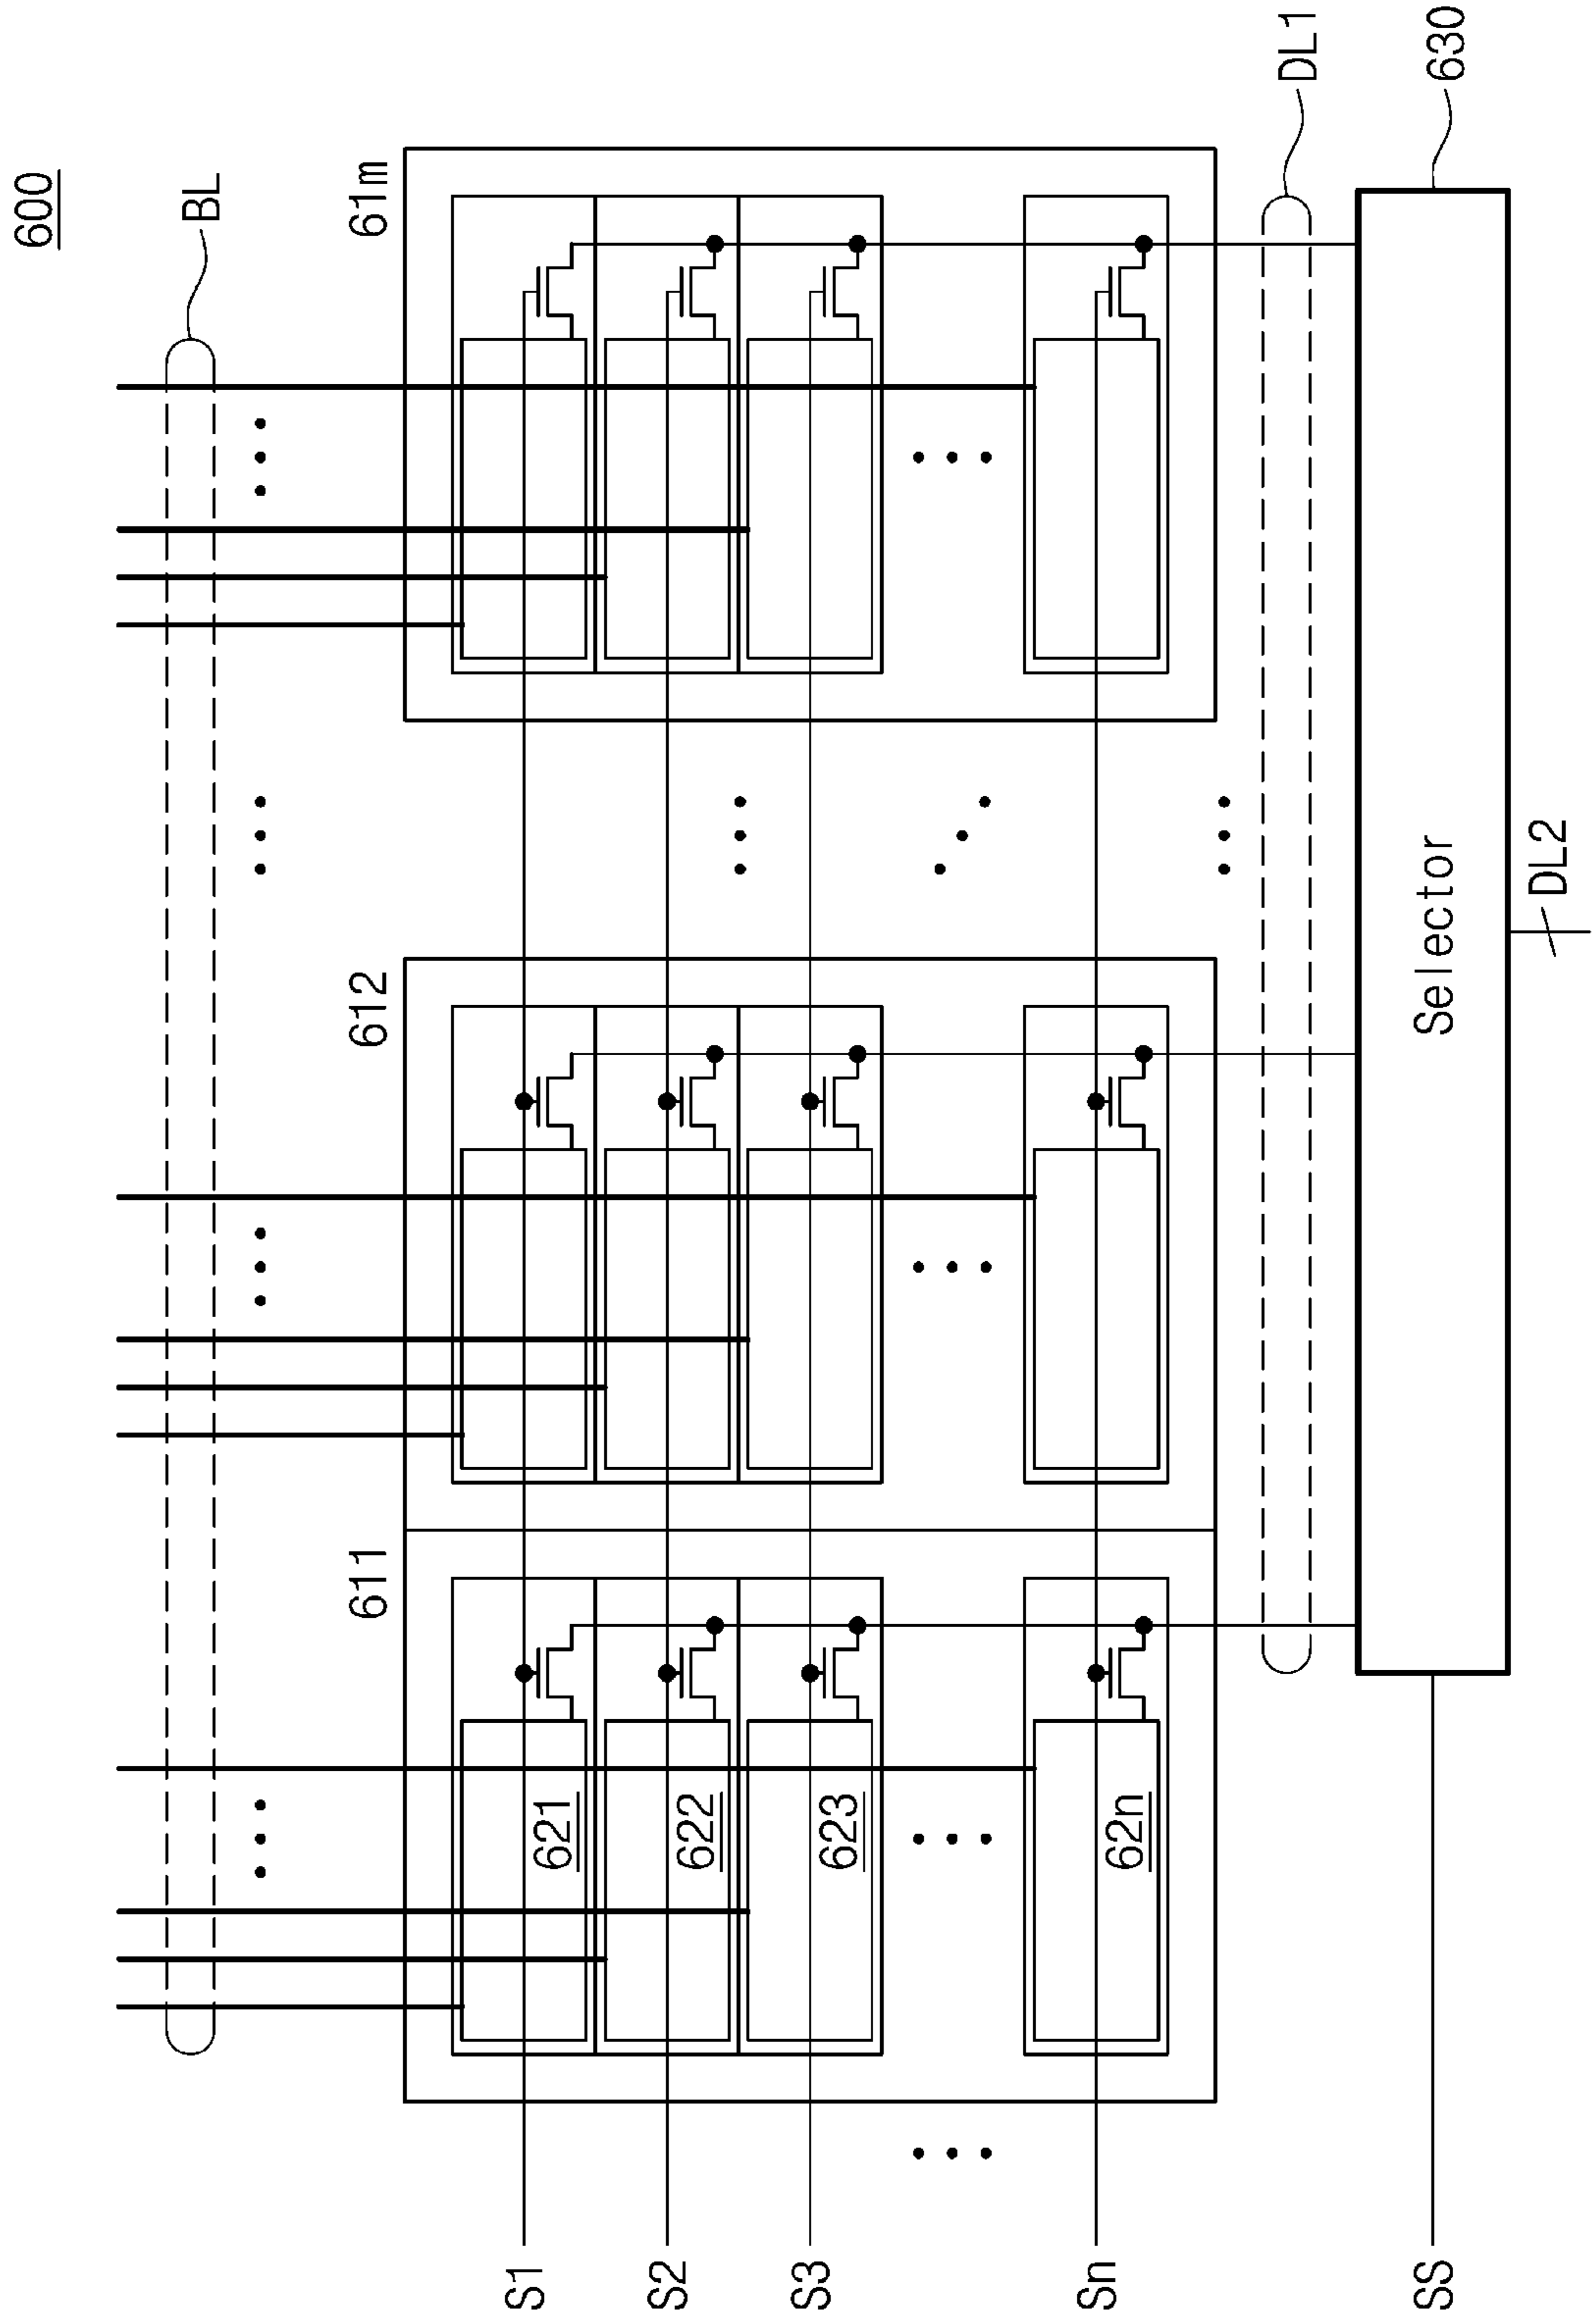 600
BL
611
612
61m
S1
621
S2
622
S3
623
Sn
62n
DL1
SS
Selector
630
DL2